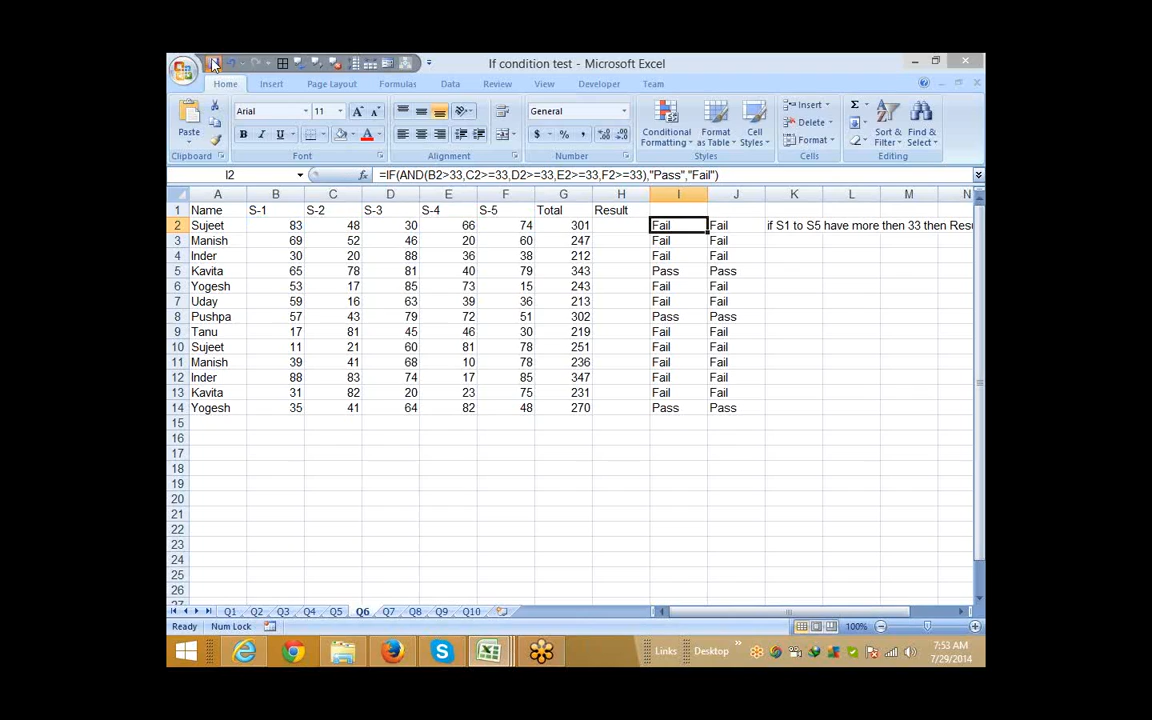 If condition test - Microsoft Excel
Home Insert Page Layout Formulas Data Review View Developer Team
Paste
Clipboard
Arial 11
B I U
Font
Alignment
General
$ % ,
Number
Conditional Formatting
Format as Table
Cell Styles
Styles
Insert
Delete
Format
Cells
Sort & Filter
Find & Select
Editing
I2 fx =IF(AND(B2>33,C2>=33,D2>=33,E2>=33,F2>=33),"Pass","Fail")
A B C D E F G H I J K L M N
1 Name S-1 S-2 S-3 S-4 S-5 Total Result
2 Sujeet 83 48 30 66 74 301 Fail Fail if S1 to S5 have more then 33 then Resu
3 Manish 69 52 46 20 60 247 Fail Fail
4 Inder 30 20 88 36 38 212 Fail Fail
5 Kavita 65 78 81 40 79 343 Pass Pass
6 Yogesh 53 17 85 73 15 243 Fail Fail
7 Uday 59 16 63 39 36 213 Fail Fail
8 Pushpa 57 43 79 72 51 302 Pass Pass
9 Tanu 17 81 45 46 30 219 Fail Fail
10 Sujeet 11 21 60 81 78 251 Fail Fail
11 Manish 39 41 68 10 78 236 Fail Fail
12 Inder 88 83 74 17 85 347 Fail Fail
13 Kavita 31 82 20 23 75 231 Fail Fail
14 Yogesh 35 41 64 82 48 270 Pass Pass
15
16
17
18
19
20
21
22
23
24
25
26
27
Q1 Q2 Q3 Q4 Q5 Q6 Q7 Q8 Q9 Q10
Ready Num Lock 100%
Links Desktop
7:53 AM
7/29/2014